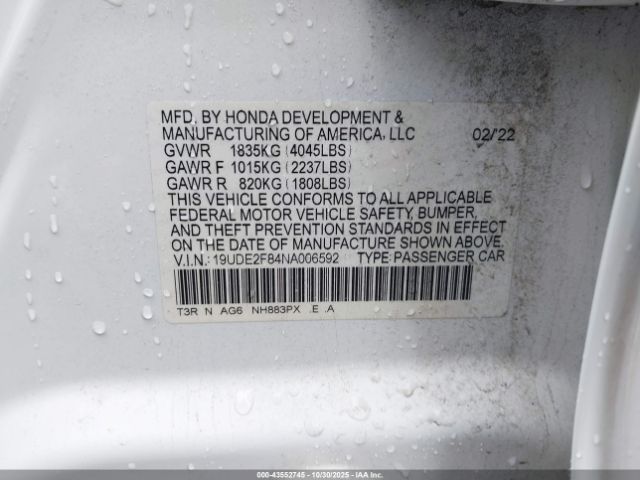 MFD. BY HONDA DEVELOPMENT &
MANUFACTURING OF AMERICA, LLC 02/22
GVWR 1835KG (4045LBS)
GAWR F 1015KG (2237LBS)
GAWR R 820KG (1808LBS)
THIS VEHICLE CONFORMS TO ALL APPLICABLE
FEDERAL MOTOR VEHICLE SAFETY, BUMPER,
AND THEFT PREVENTION STANDARDS IN EFFECT
ON THE DATE OF MANUFACTURE SHOWN ABOVE.
V.I.N.: 19UDE2F84NA006592 TYPE:PASSENGER CAR
T3R N AG6 NH883PX .E .A
000-43552745 - 10/30/2025 - IAAI.COM